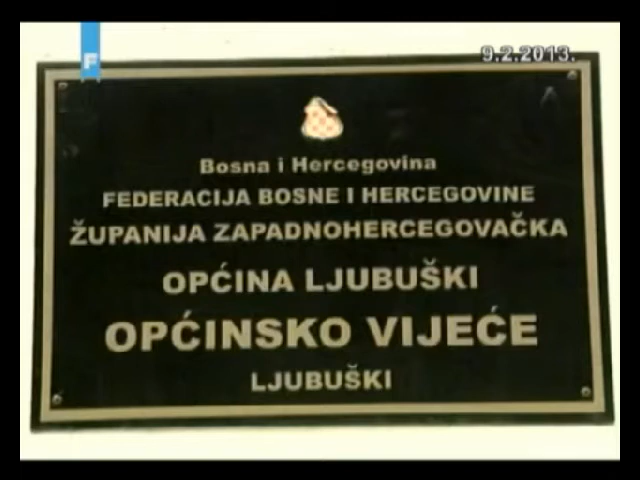 F
9.2.2013.
Bosna i Hercegovina
FEDERACIJA BOSNE I HERCEGOVINE
ŽUPANIJA ZAPADNOHERCEGOVAČKA
OPĆINA LJUBUŠKI
OPĆINSKO VIJEĆE
LJUBUŠKI